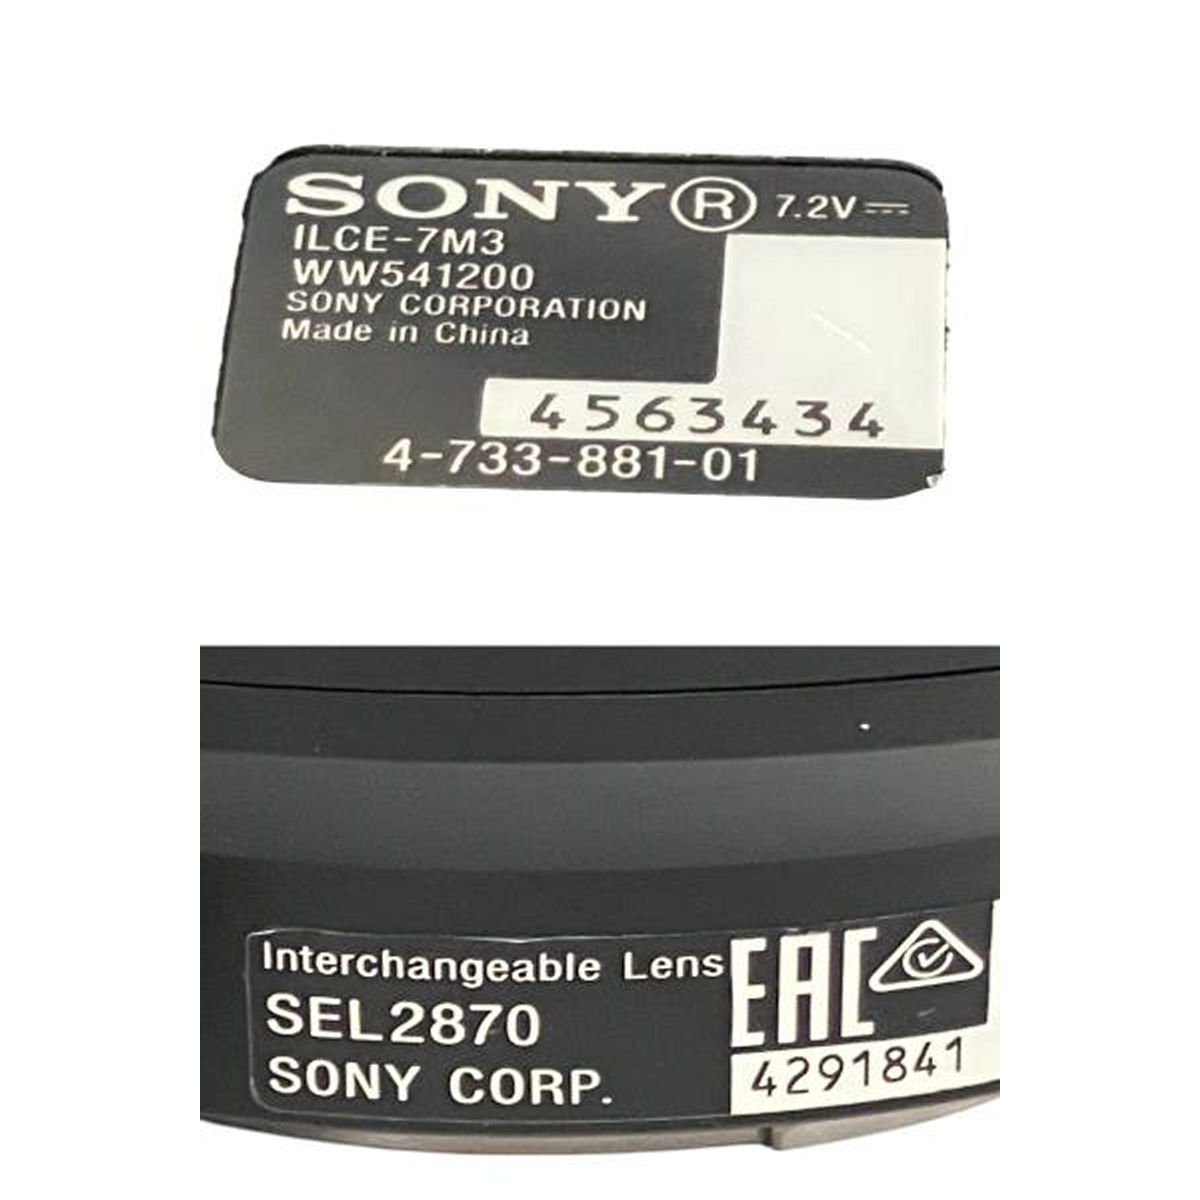 SONY Ⓡ 7.2V⎓
ILCE-7M3
WW541200
SONY CORPORATION
Made in China
4563434
4-733-881-01
Interchangeable Lens
SEL2870
SONY CORP.
EAC
4291841